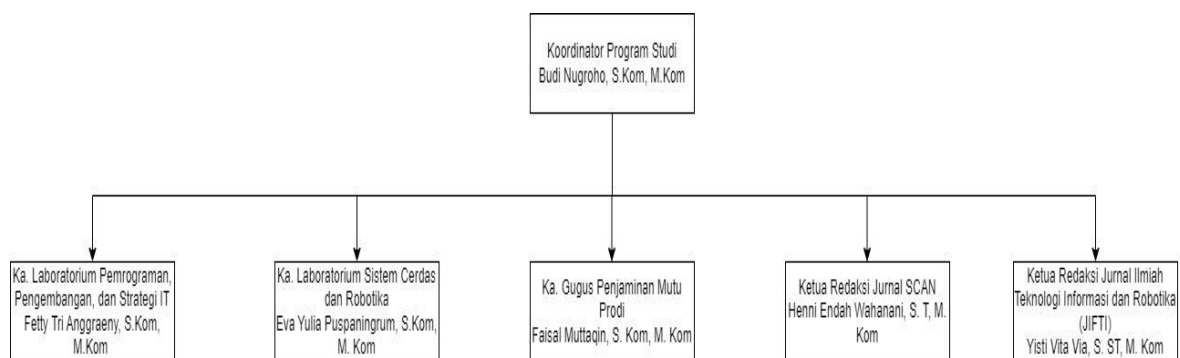 Koordinator Program Studi
Budi Nugroho, S.Kom, M.Kom
Ka. Laboratorium Pemrograman,
Pengembangan, dan Strategi IT
Fetty Tri Anggraeny, S.Kom,
M.Kom
Ka. Laboratorium Sistem Cerdas
dan Robotika
Eva Yulia Puspaningrum, S.Kom,
M. Kom
Ka. Gugus Penjaminan Mutu
Prodi
Faisal Muttaqin, S. Kom, M. Kom
Ketua Redaksi Jurnal SCAN
Henni Endah Wahanani, S. T, M.
Kom
Ketua Redaksi Jurnal Ilmiah
Teknologi Informasi dan Robotika
(JIFTI)
Yisti Vita Via, S. ST, M. Kom